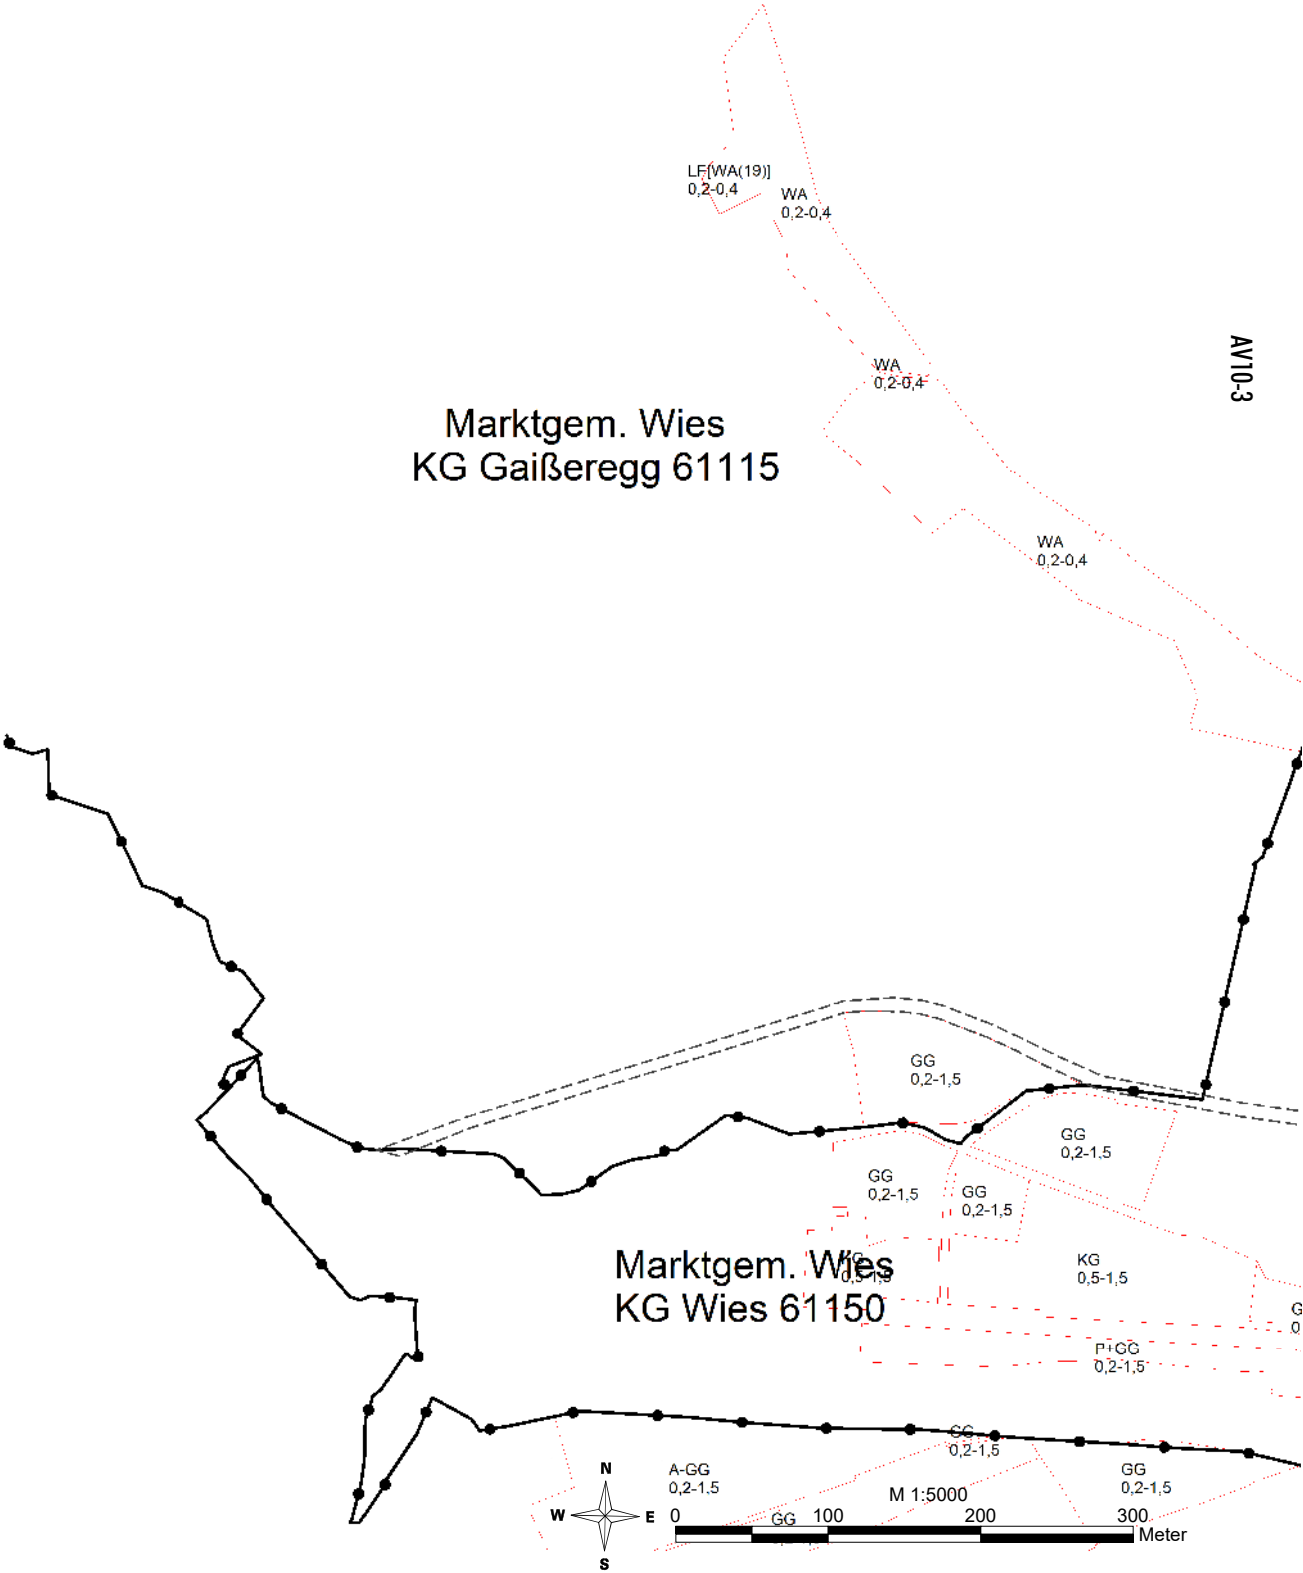 LF[WA(19)]
0,2-0,4
WA
0,2-0,4
AV10-3
WA
0,2-0,4
Marktgem. Wies
KG Gaißeregg 61115
WA
0,2-0,4
GG
0,2-1,5
GG
0,2-1,5
GG
0,2-1,5
GG
0,2-1,5
Marktgem. Wies
KG Wies 61150
KG
0,5-1,5
P+GG
0,2-1,5
GG
0,2-1,5
A-GG
0,2-1,5
GG
0,2-1,5
GG
N
W
E
S
M 1:5000
0 100 200 300
Meter